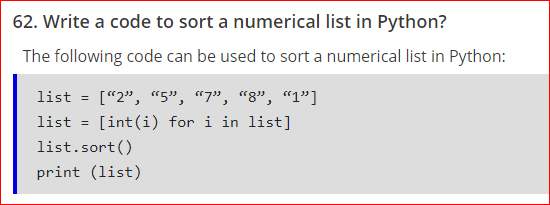 62. Write a code to sort a numerical list in Python?
The following code can be used to sort a numerical list in Python:
list = [“2”, “5”, “7”, “8”, “1”]
list = [int(i) for i in list]
list.sort()
print (list)